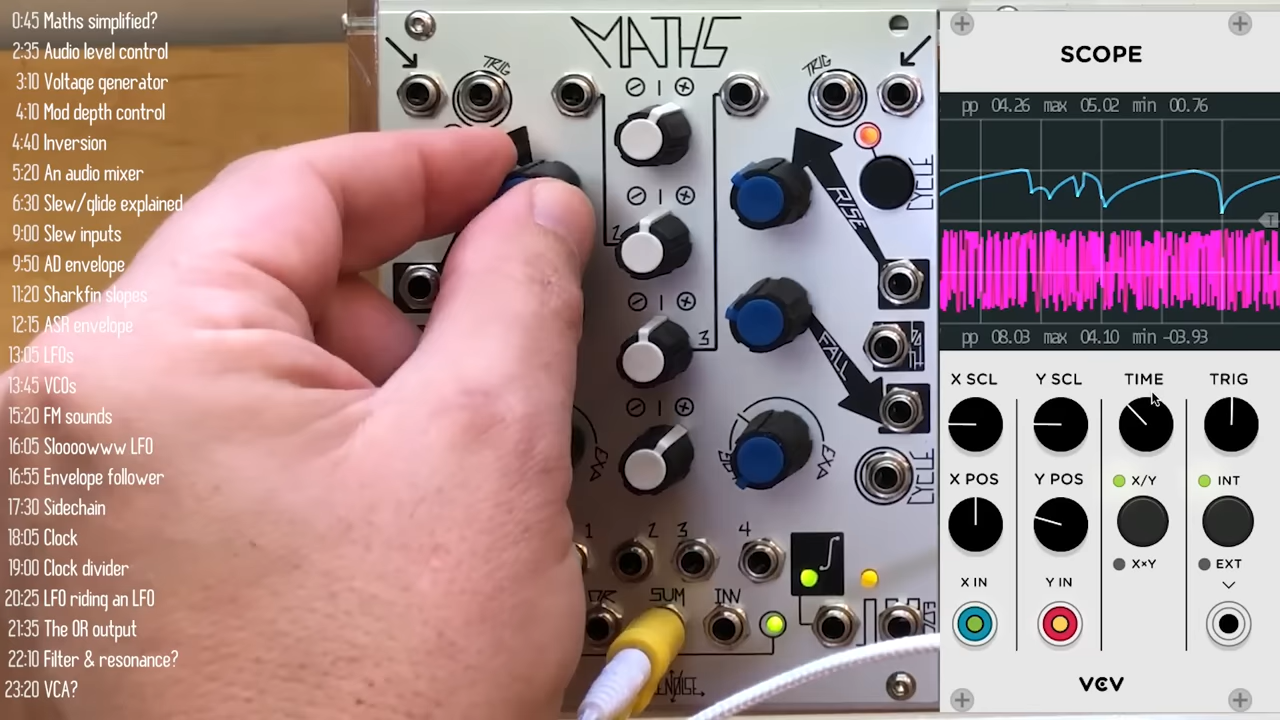 0:45 Maths simplified?
2:35 Audio level control
3:10 Voltage generator
4:10 Mod depth control
4:40 Inversion
5:20 An audio mixer
6:30 Slew/glide explained
9:00 Slew inputs
9:50 AD envelope
11:20 Sharkfin slopes
12:15 ASR envelope
13:05 LFOs
13:45 VCOs
15:20 FM sounds
16:05 Slooowww LFO
16:55 Envelope follower
17:30 Sidechain
18:05 Clock
19:00 Clock divider
20:25 LFO riding an LFO
21:35 The OR output
22:10 Filter & resonance?
23:20 VCA?
MATHS
TRIG
TRIG
CYCLE
RISE
2
3
FALL
EXP
EXP
CYCLE
1 2 3 4
OR SUM INV
SCOPE
pp 04.26 max 05.02 min 00.76
T
pp 08.03 max 04.10 min -03.93
X SCL Y SCL TIME TRIG
X POS Y POS X/Y INT
X×Y EXT
X IN Y IN
VCV